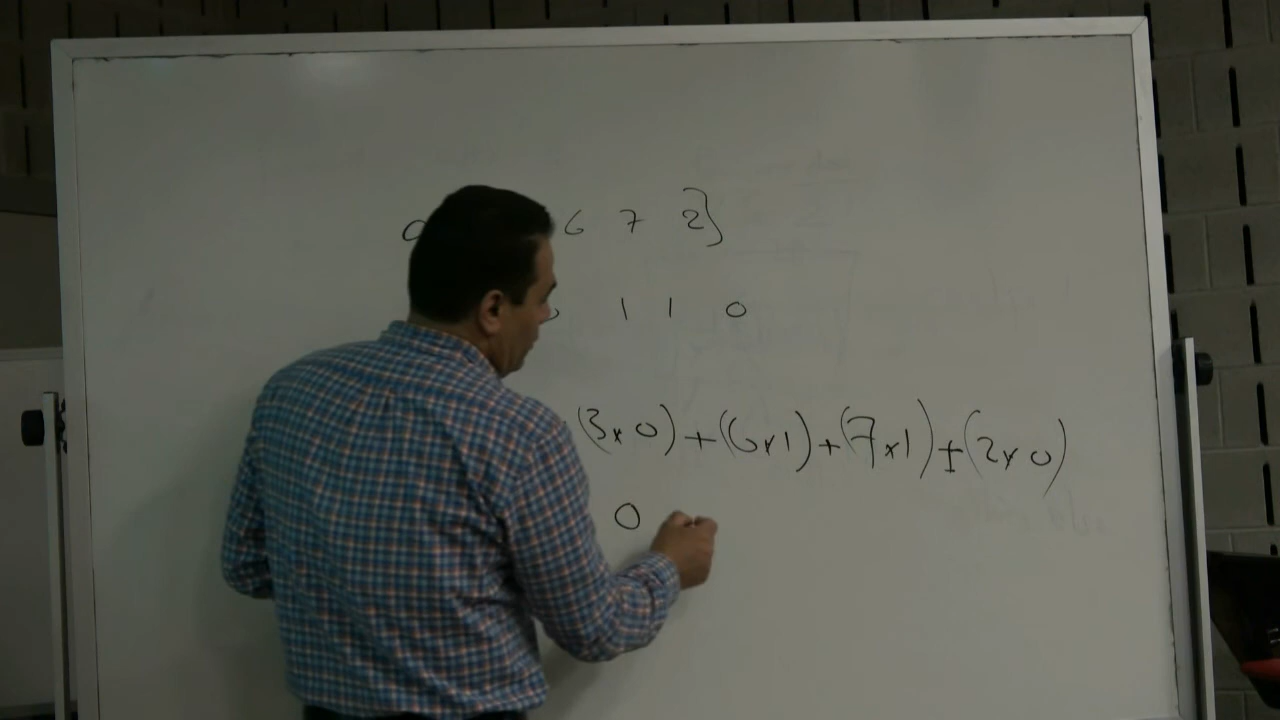 6 7 2}
1 1 0
(3x0)+(6x1)+(7x1)+(2x0)
0